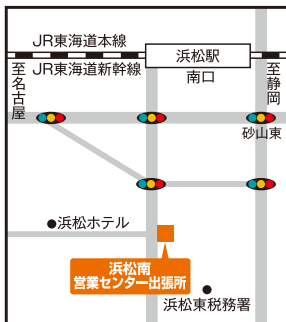 JR東海道本線
浜松駅
JR東海道新幹線
南口
至名古屋
至静岡
砂山東
浜松ホテル
浜松南
営業センター出張所
浜松東税務署